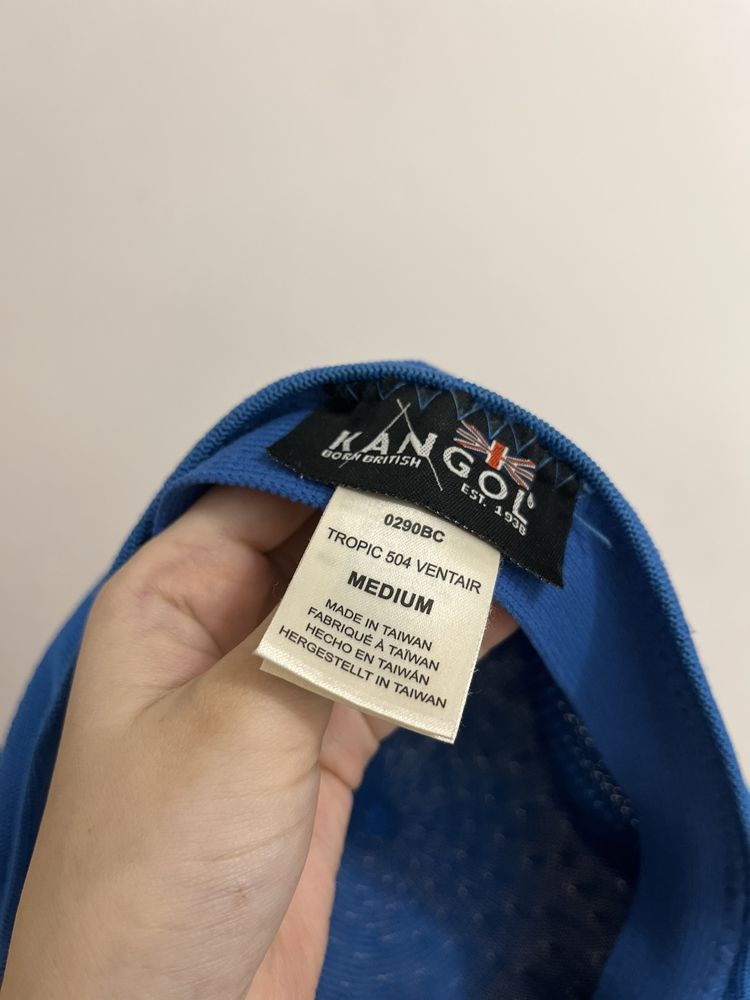 KANGOL
BORN BRITISH
EST. 1938
0290BC
TROPIC 504 VENTAIR
MEDIUM
MADE IN TAIWAN
FABRIQUÉ À TAÏWAN
HECHO EN TAIWÁN
HERGESTELLT IN TAIWAN